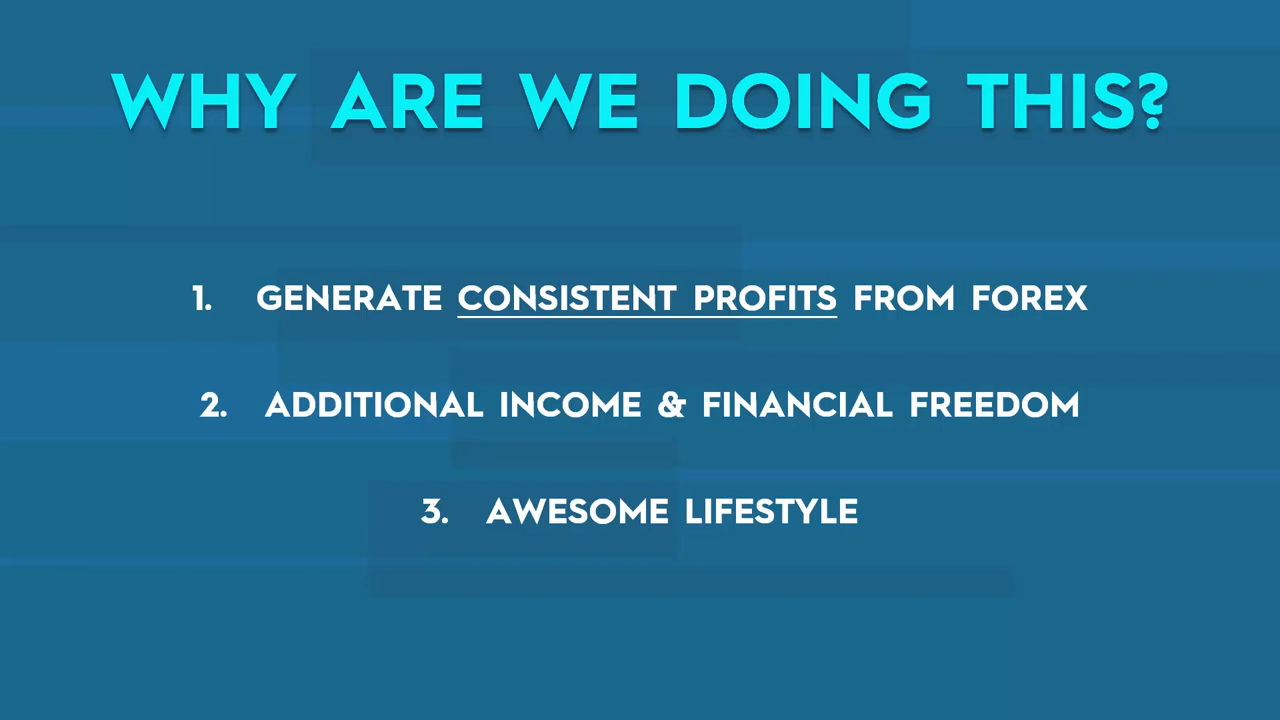 WHY ARE WE DOING THIS?
1. GENERATE CONSISTENT PROFITS FROM FOREX
2. ADDITIONAL INCOME & FINANCIAL FREEDOM
3. AWESOME LIFESTYLE